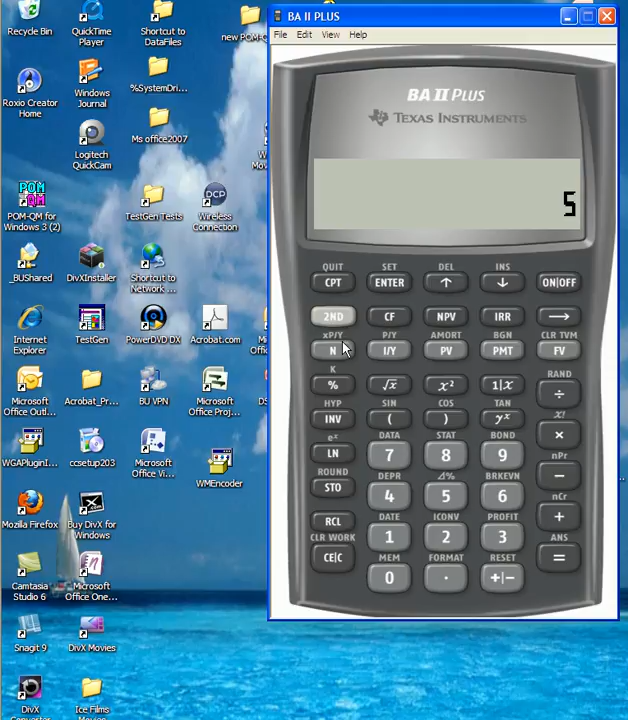 Recycle Bin
QuickTime
Player
Shortcut to
DataFiles
new POM-Q
Roxio Creator
Home
Windows
Journal
%SystemDri...
Logitech
QuickCam
Ms office2007
POM
QM
POM-QM for
Windows 3 (2)
TestGen Tests
DCP
Wireless
Connection
_BUShared
DivXInstaller
Shortcut to
Network ...
Internet
Explorer
TestGen
PowerDVD DX
Acrobat.com
Microsoft
Office Outl...
Acrobat_Pr...
BU VPN
Microsoft
Office Proj...
WGAPluginI...
ccsetup203
Microsoft
Office Vi...
WMEncoder
Mozilla Firefox
Buy DivX for
Windows
Camtasia
Studio 6
Microsoft
Office One...
Snagit 9
DivX Movies
DivX
Ice Films
BA II PLUS
File Edit View Help
BA II PLUS
TEXAS INSTRUMENTS
5
QUIT SET DEL INS
CPT ENTER ↑ ↓ ON|OFF
2ND CF NPV IRR →
xP/Y P/Y AMORT BGN CLR TVM
N I/Y PV PMT FV
K RAND
% √x x² 1|x ÷
HYP SIN COS TAN x!
INV ( ) yˣ ×
eˣ DATA STAT BOND nPr
LN 7 8 9 −
ROUND DEPR Δ% BRKEVN nCr
STO 4 5 6 +
DATE ICONV PROFIT ANS
RCL 1 2 3 =
CLR WORK MEM FORMAT RESET
CE|C 0 . +|−